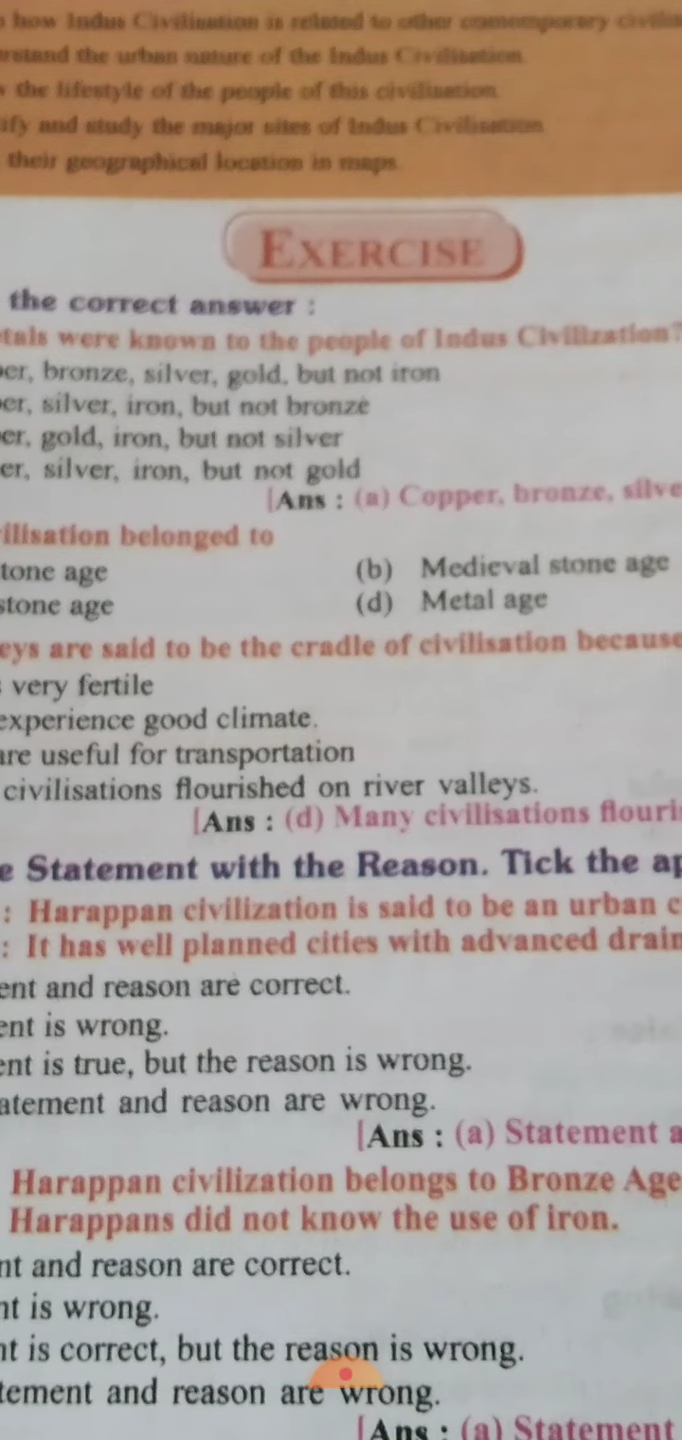 how Indus Civilisation is related to other contemporary
the urban nature of the Indus Civilisation.
the lifestyle of the people of this civilisation
and study the major sites of Indus Civilisation
their geographical location in maps.
EXERCISE
the correct answer :
were known to the people of Indus Civilization?
er, bronze, silver, gold, but not iron
er, silver, iron, but not bronze
er, gold, iron, but not silver
er, silver, iron, but not gold
[Ans : (a) Copper, bronze, silve
ilisation belonged to
tone age (b) Medieval stone age
stone age (d) Metal age
eys are said to be the cradle of civilisation because
very fertile
experience good climate.
are useful for transportation
civilisations flourished on river valleys.
[Ans : (d) Many civilisations flouri
e Statement with the Reason. Tick the ap
: Harappan civilization is said to be an urban c
: It has well planned cities with advanced drain
ent and reason are correct.
ent is wrong.
ent is true, but the reason is wrong.
atement and reason are wrong.
[Ans : (a) Statement a
Harappan civilization belongs to Bronze Age
Harappans did not know the use of iron.
nt and reason are correct.
nt is wrong.
nt is correct, but the reason is wrong.
tement and reason are wrong.
[Ans : (a) Statement